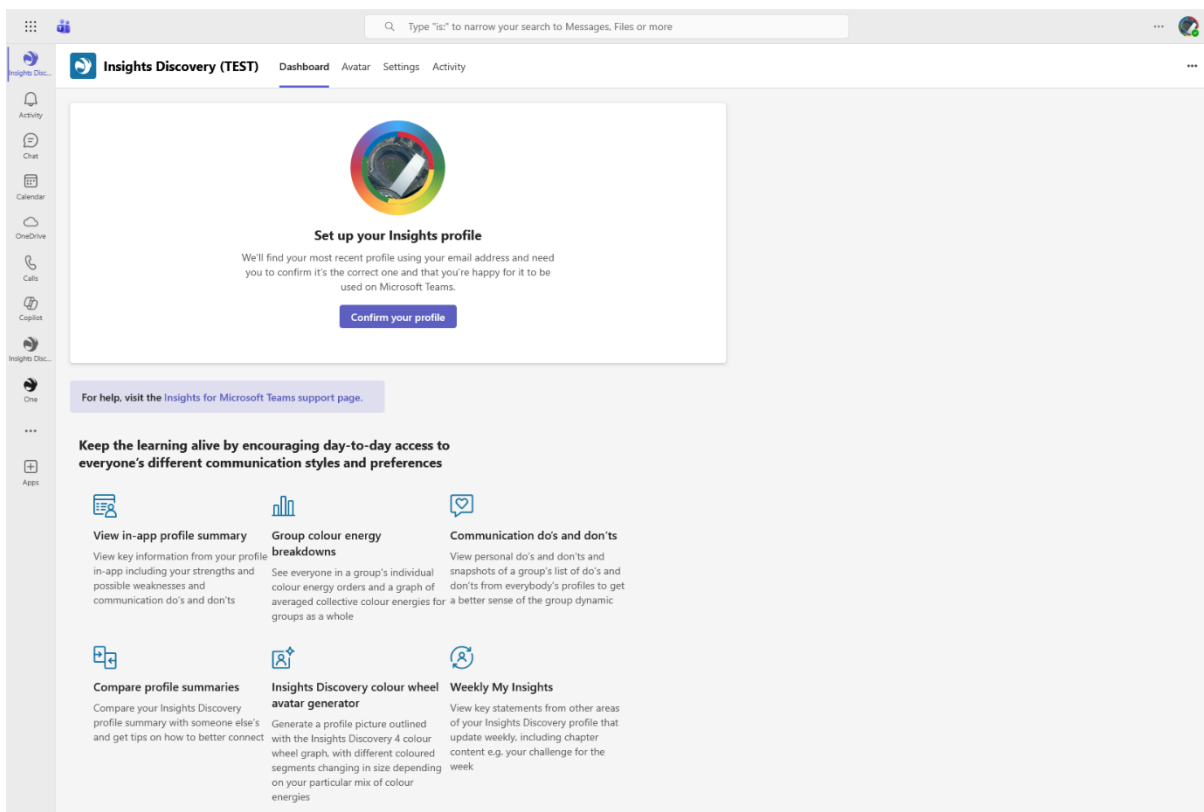 Type "is:" to narrow your search to Messages, Files or more
Insights Disc...
Activity
Chat
Calendar
OneDrive
Calls
Copilot
Insights Disc...
One
Apps
Insights Discovery (TEST)
Dashboard
Avatar
Settings
Activity
Set up your Insights profile
We'll find your most recent profile using your email address and need
you to confirm it's the correct one and that you're happy for it to be
used on Microsoft Teams.
Confirm your profile
For help, visit the Insights for Microsoft Teams support page.
Keep the learning alive by encouraging day-to-day access to
everyone's different communication styles and preferences
View in-app profile summary
View key information from your profile
in-app including your strengths and
possible weaknesses and
communication do's and don'ts
Group colour energy
breakdowns
See everyone in a group's individual
colour energy orders and a graph of
averaged collective colour energies for
groups as a whole
Communication do's and don'ts
View personal do's and don'ts and
snapshots of a group's list of do's and
don'ts from everybody's profiles to get
a better sense of the group dynamic
Compare profile summaries
Compare your Insights Discovery
profile summary with someone else's
and get tips on how to better connect
Insights Discovery colour wheel
avatar generator
Generate a profile picture outlined
with the Insights Discovery 4 colour
wheel graph, with different coloured
segments changing in size depending
on your particular mix of colour
energies
Weekly My Insights
View key statements from other areas
of your Insights Discovery profile that
update weekly, including chapter
content e.g. your challenge for the
week